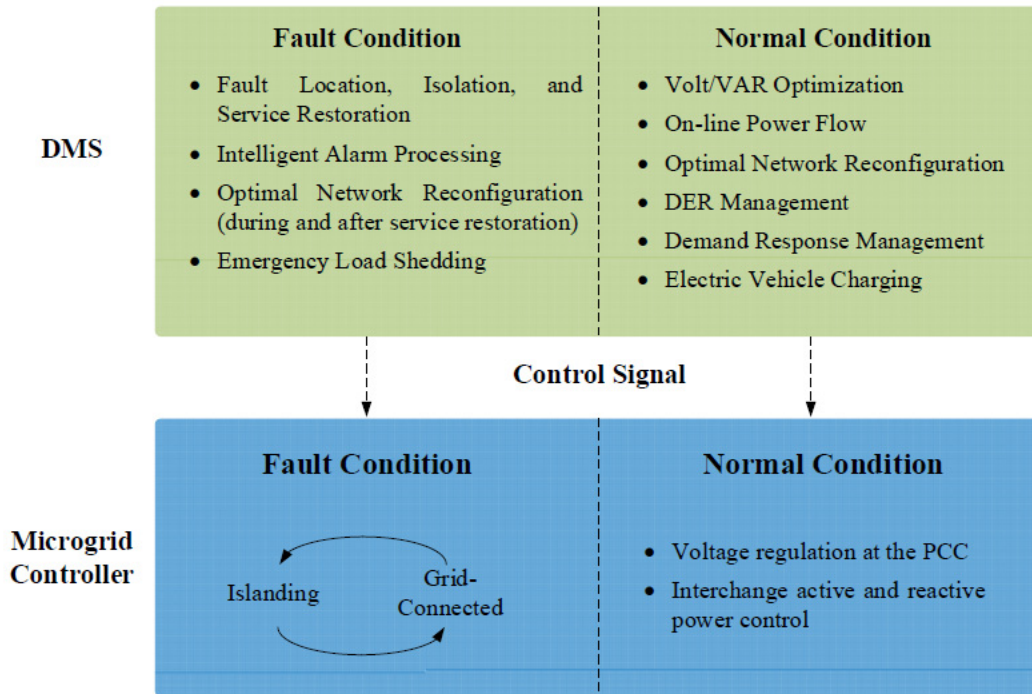 DMS
Fault Condition
• Fault Location, Isolation, and
Service Restoration
• Intelligent Alarm Processing
• Optimal Network Reconfiguration
(during and after service restoration)
• Emergency Load Shedding
Normal Condition
• Volt/VAR Optimization
• On-line Power Flow
• Optimal Network Reconfiguration
• DER Management
• Demand Response Management
• Electric Vehicle Charging
Control Signal
Microgrid
Controller
Fault Condition
Islanding
Grid-
Connected
Normal Condition
• Voltage regulation at the PCC
• Interchange active and reactive
power control